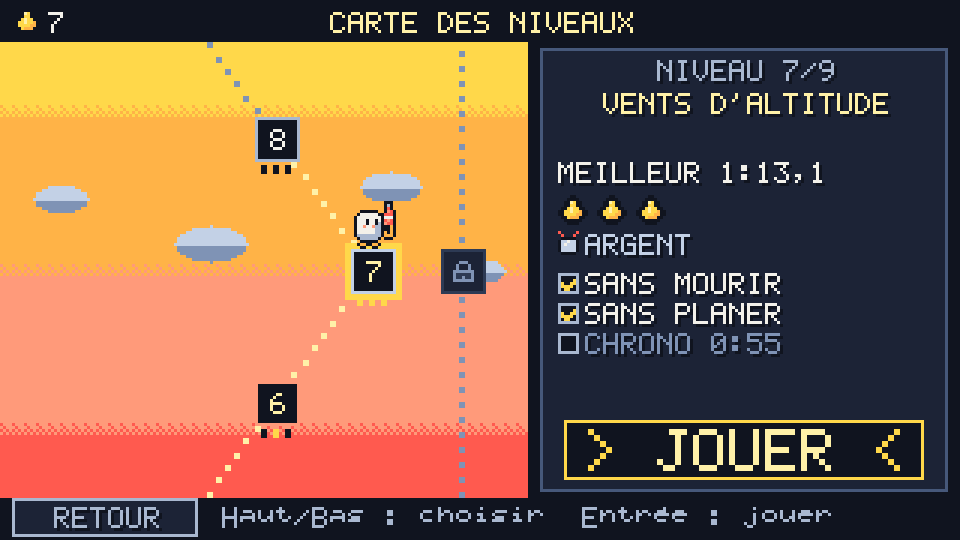 7
CARTE DES NIVEAUX
8
7
6
NIVEAU 7/9
VENTS D'ALTITUDE
MEILLEUR 1:13,1
ARGENT
SANS MOURIR
SANS PLANER
CHRONO 0:55
> JOUER <
RETOUR
Haut/Bas : choisir
Entrée : jouer